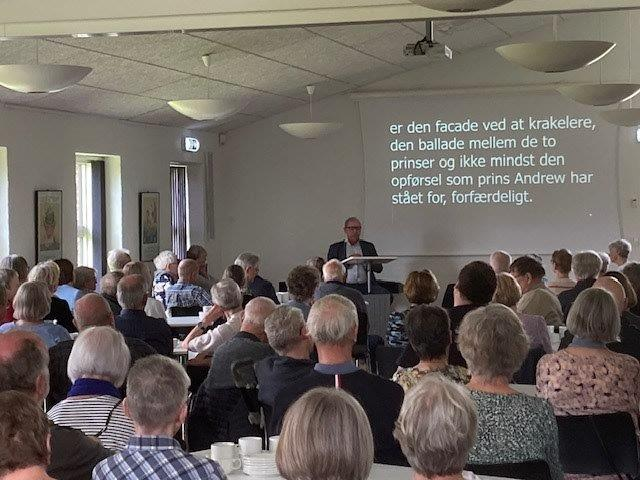 er den facade ved at krakelere,
den ballade mellem de to
prinser og ikke mindst den
opførsel som prins Andrew har
stået for, forfærdeligt.